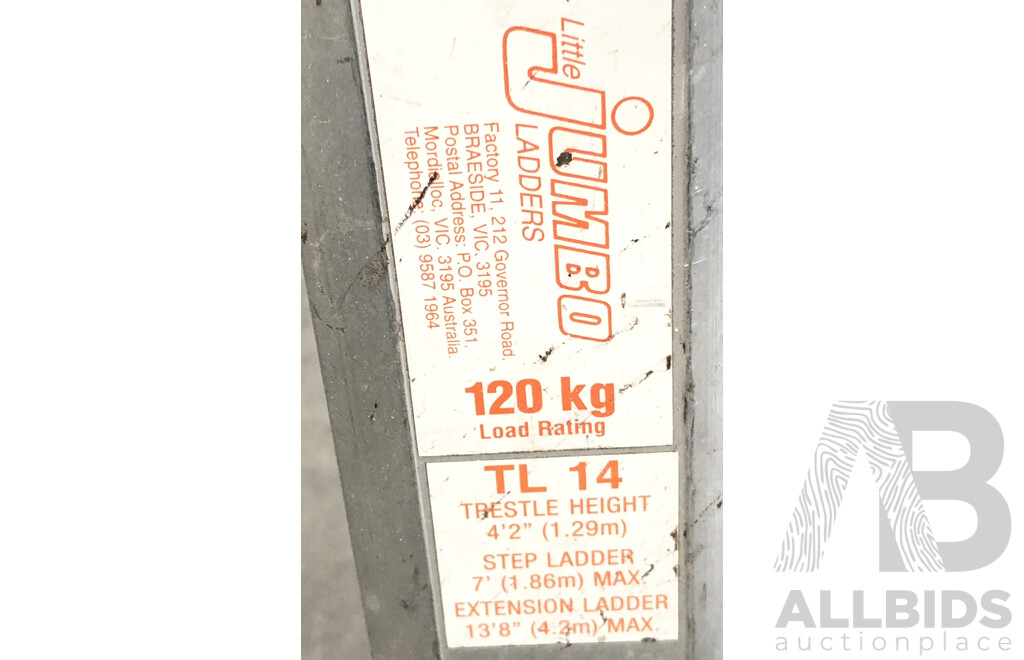 Little
JUMBO
LADDERS
Factory 11, 212 Governor Road,
BRAESIDE, VIC. 3195
Postal Address: P.O. Box 351,
Mordialloc, VIC. 3195 Australia.
Telephone: (03) 9587 1964
120 kg
Load Rating
TL 14
TRESTLE HEIGHT
4'2" (1.29m)
STEP LADDER
7' (1.86m) MAX.
EXTENSION LADDER
13'8" (4.2m) MAX.
AB
ALLBIDS
auctionplace